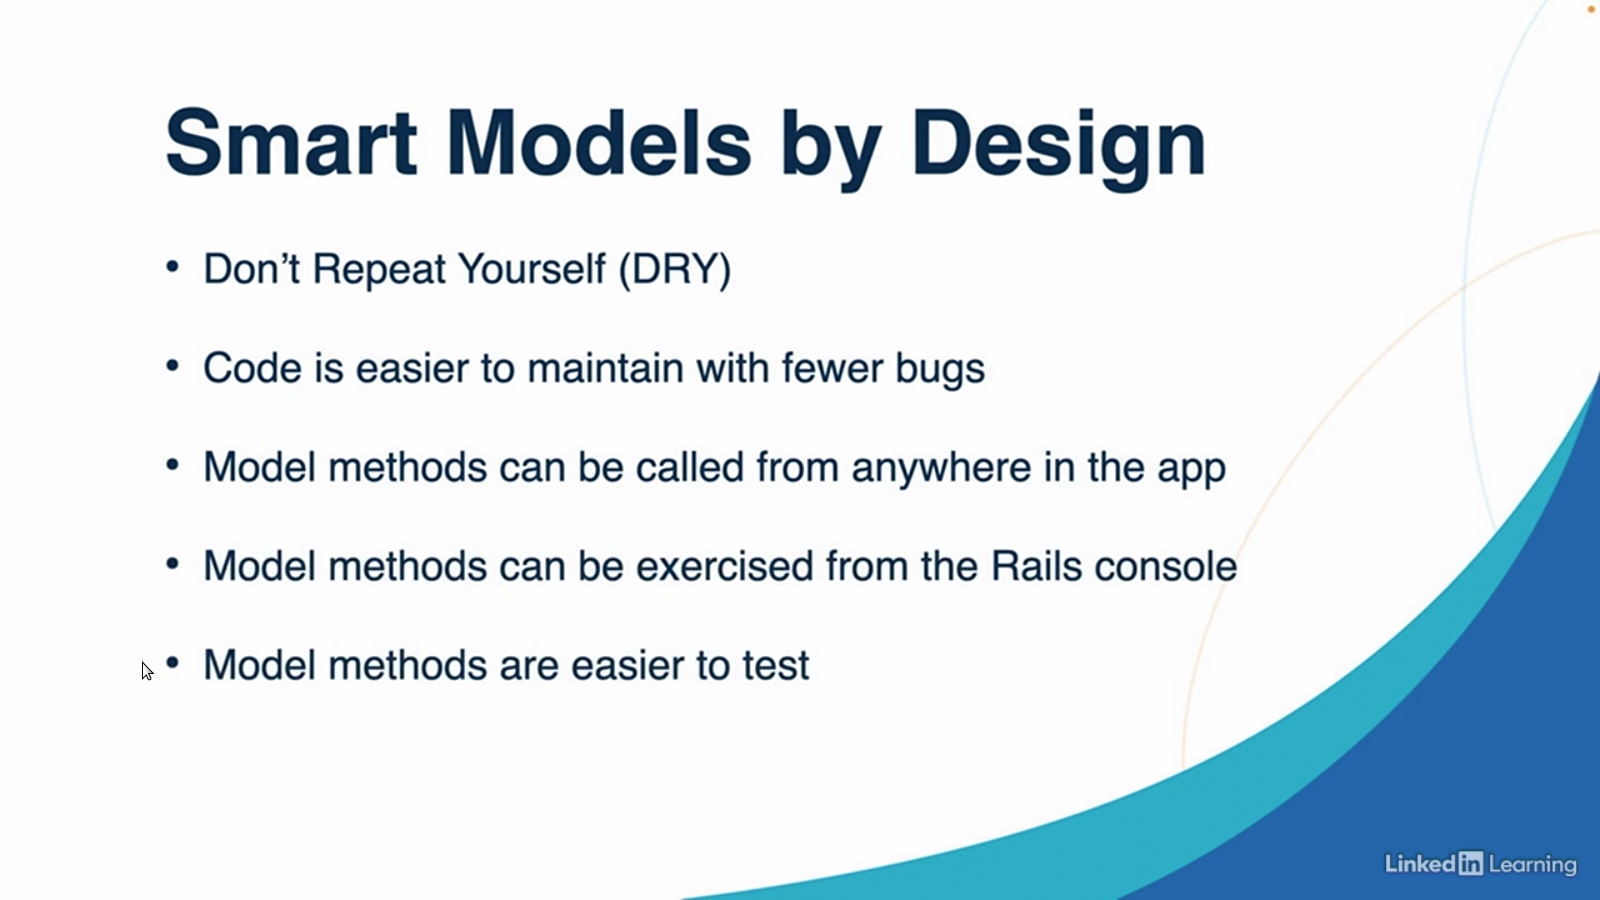 Smart Models by Design
• Don’t Repeat Yourself (DRY)
• Code is easier to maintain with fewer bugs
• Model methods can be called from anywhere in the app
• Model methods can be exercised from the Rails console
• Model methods are easier to test
Linked in Learning